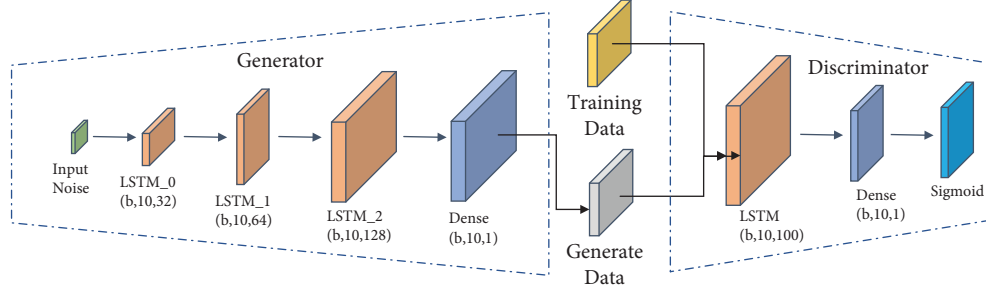 Generator
Input
Noise
LSTM_0
(b,10,32)
LSTM_1
(b,10,64)
LSTM_2
(b,10,128)
Dense
(b,10,1)
Training
Data
Generate
Data
Discriminator
LSTM
(b,10,100)
Dense
(b,10,1)
Sigmoid